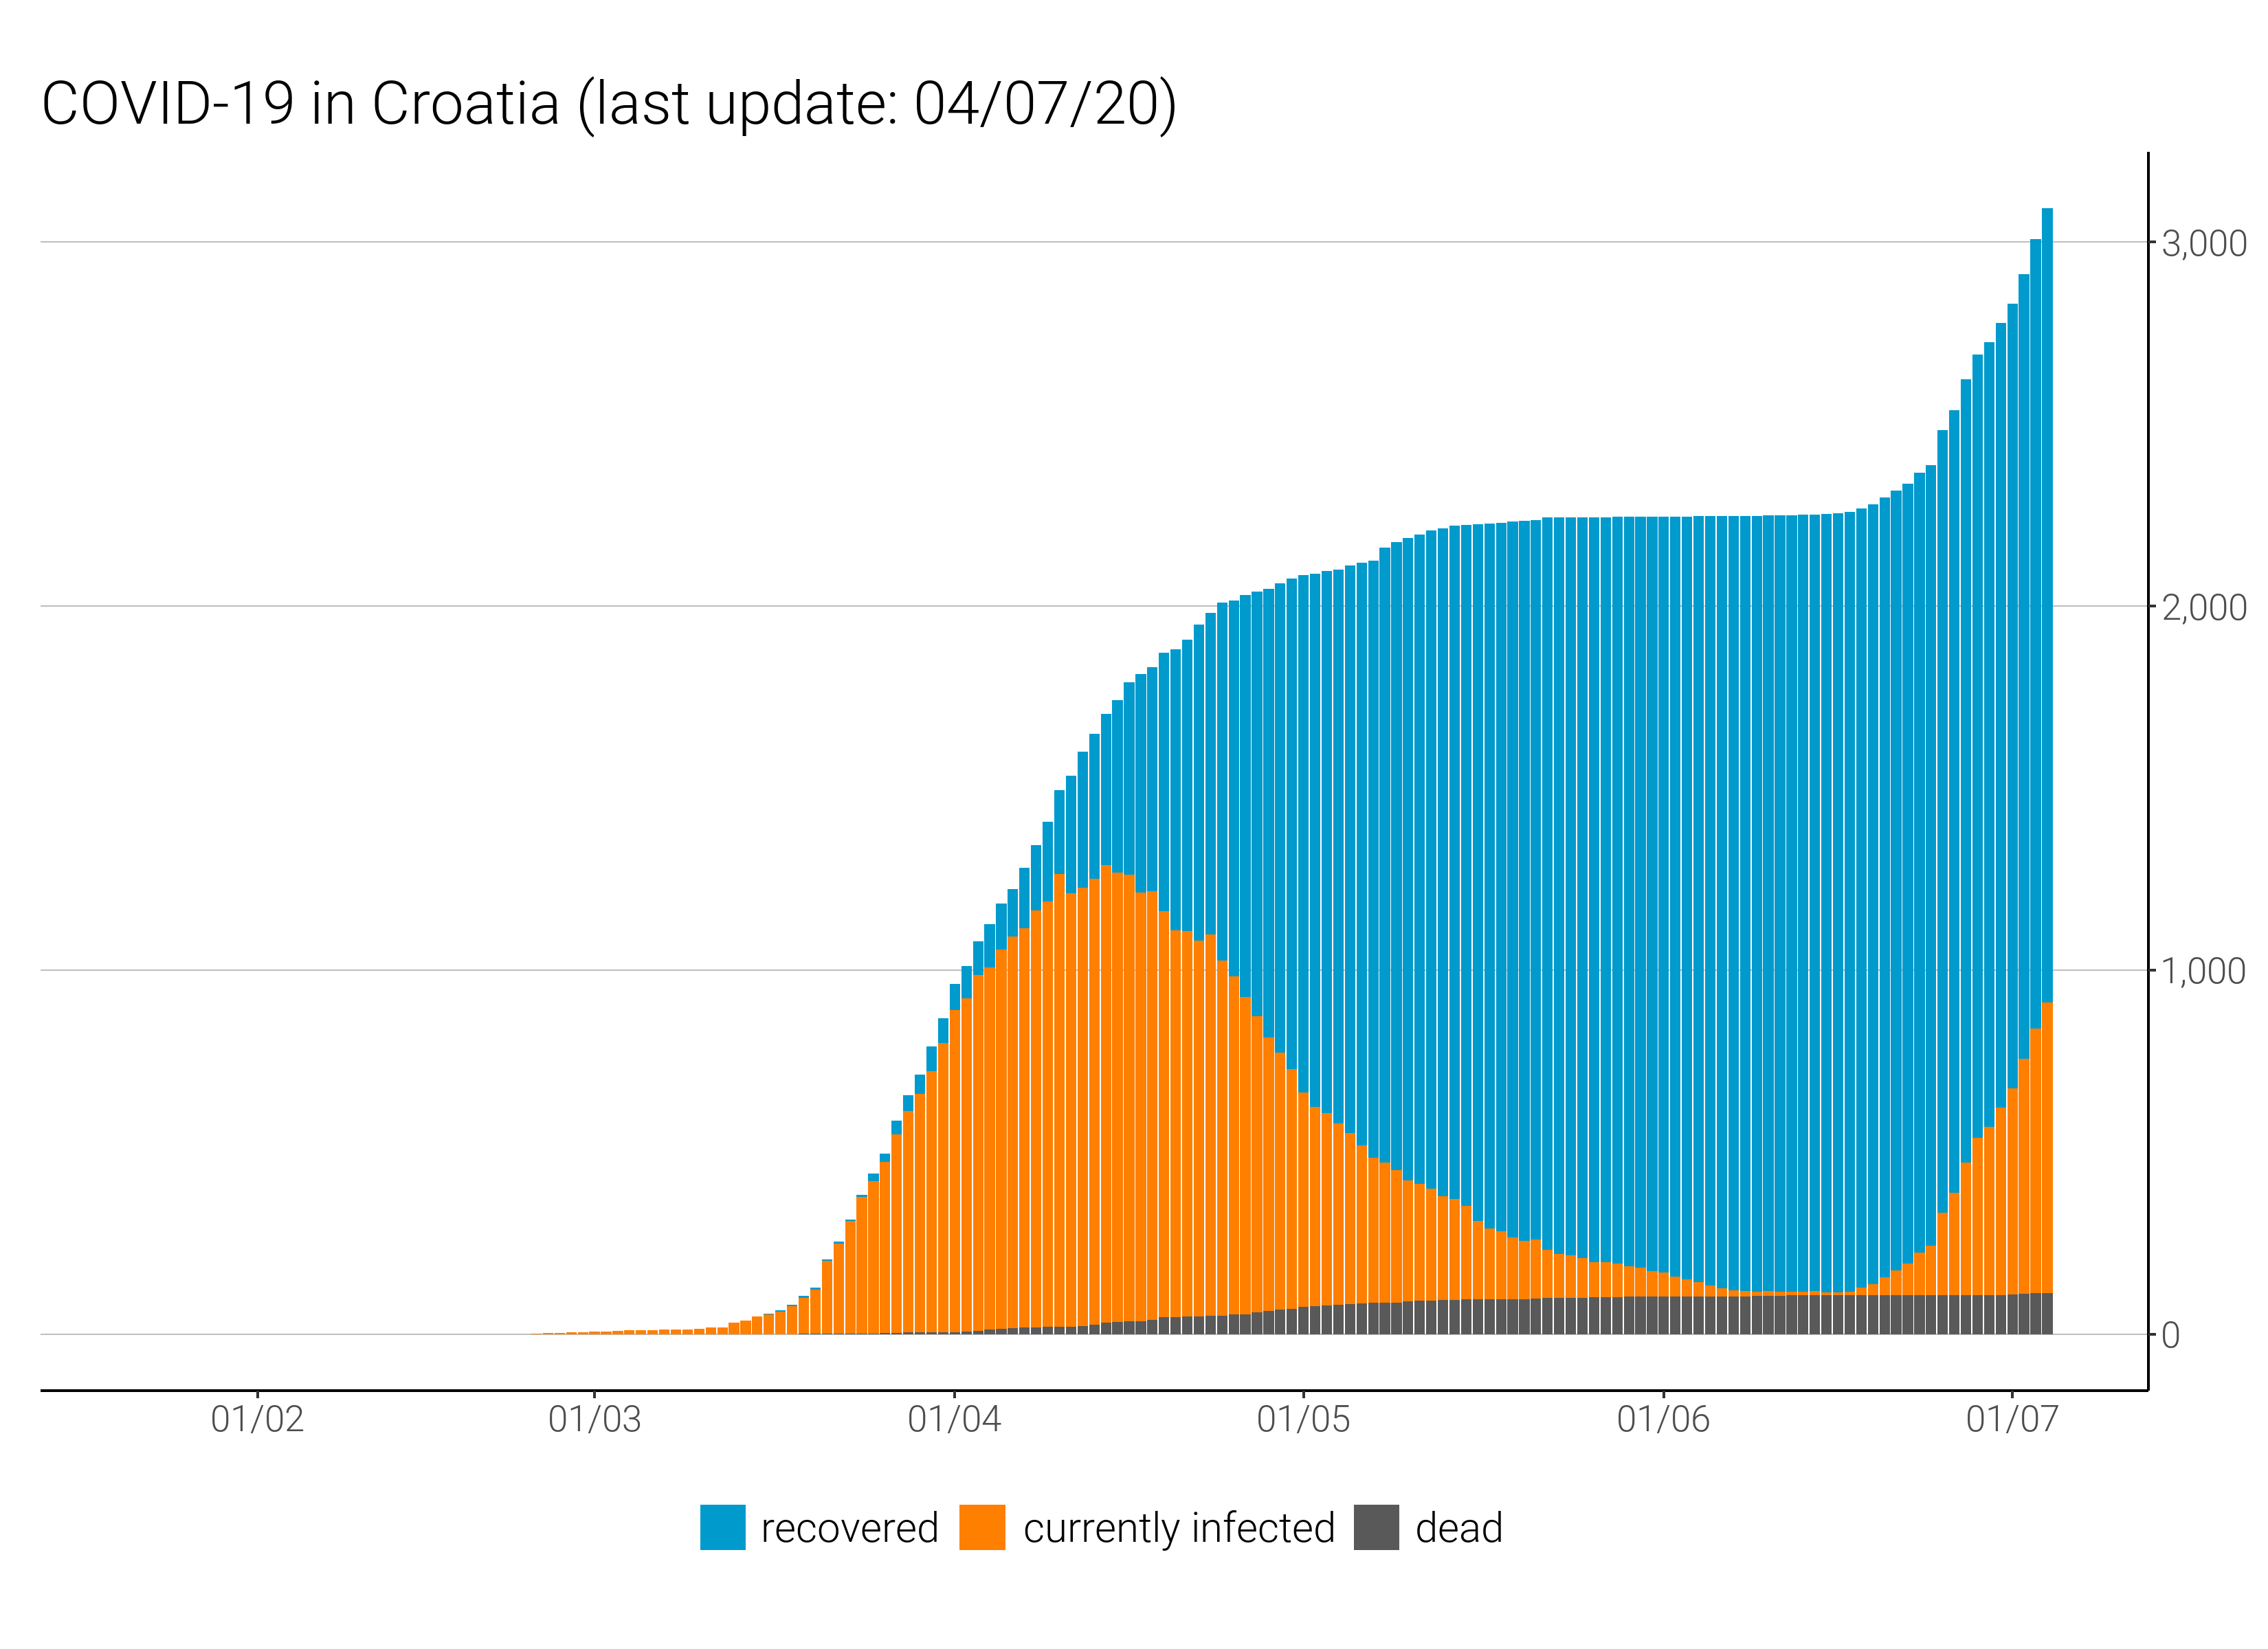 COVID-19 in Croatia (last update: 04/07/20)
3,000
2,000
1,000
0
01/02 01/03 01/04 01/05 01/06 01/07
recovered currently infected dead